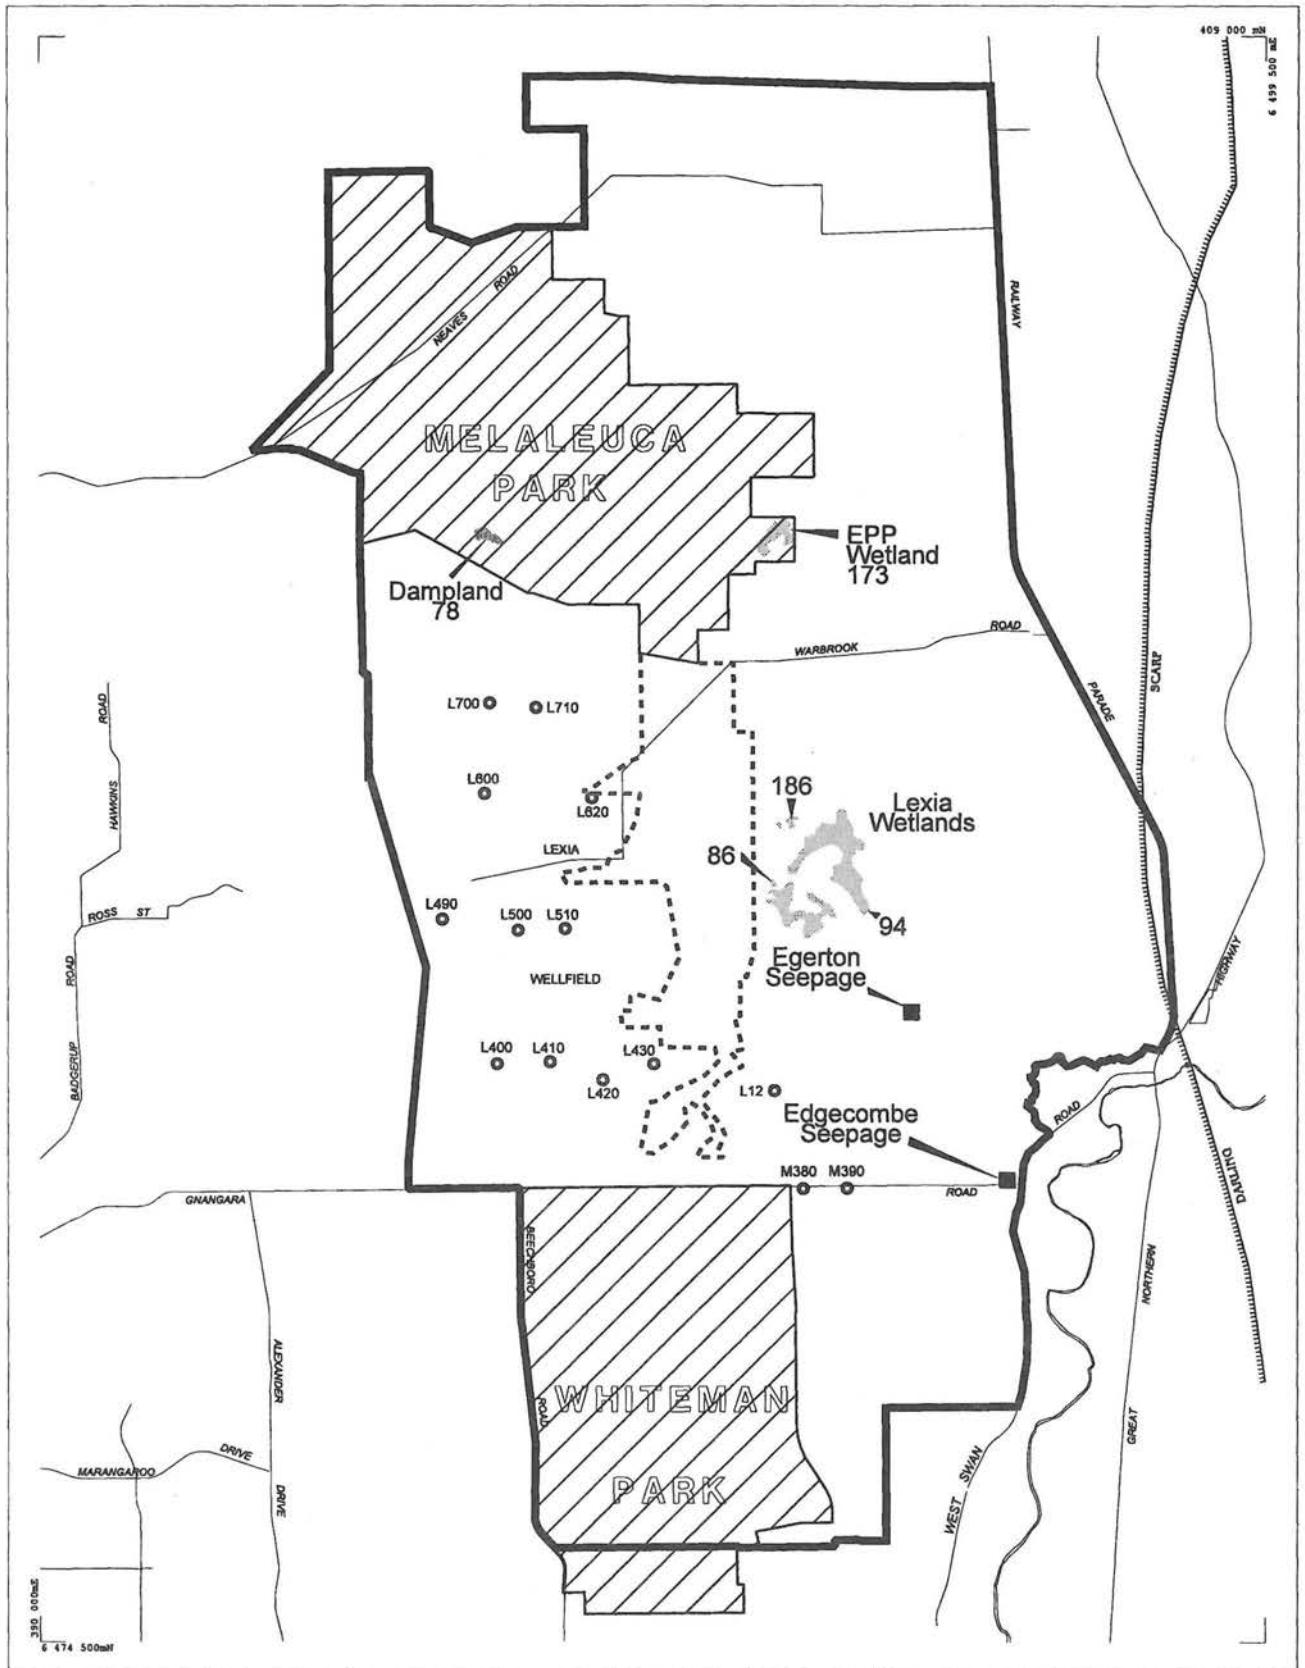 409 000 mN
6 499 500 mE
RAILWAY
NEAVES ROAD
MELALEUCA
PARK
EPP
Wetland
173
Dampland
78
WARBROOK ROAD
SCARP
PARADE
ROAD
L700
L710
HAWKINS
L600
L620
186
Lexia
Wetlands
LEXIA
86
L490
L500
L510
ROSS ST
94
HIGHWAY
Egerton
Seepage
WELLFIELD
ROAD
BADGERUP
L400
L410
L430
L420
L12
ROAD
Edgecombe
Seepage
DARLING
M380
M390
GNANGARA
ROAD
BEECHBORO
NORTHERN
ALEXANDER
WHITEMAN
ROAD
GREAT
DRIVE
MARANGAROO
PARK
DRIVE
WEST SWAN
390 000mE
6 474 500mN